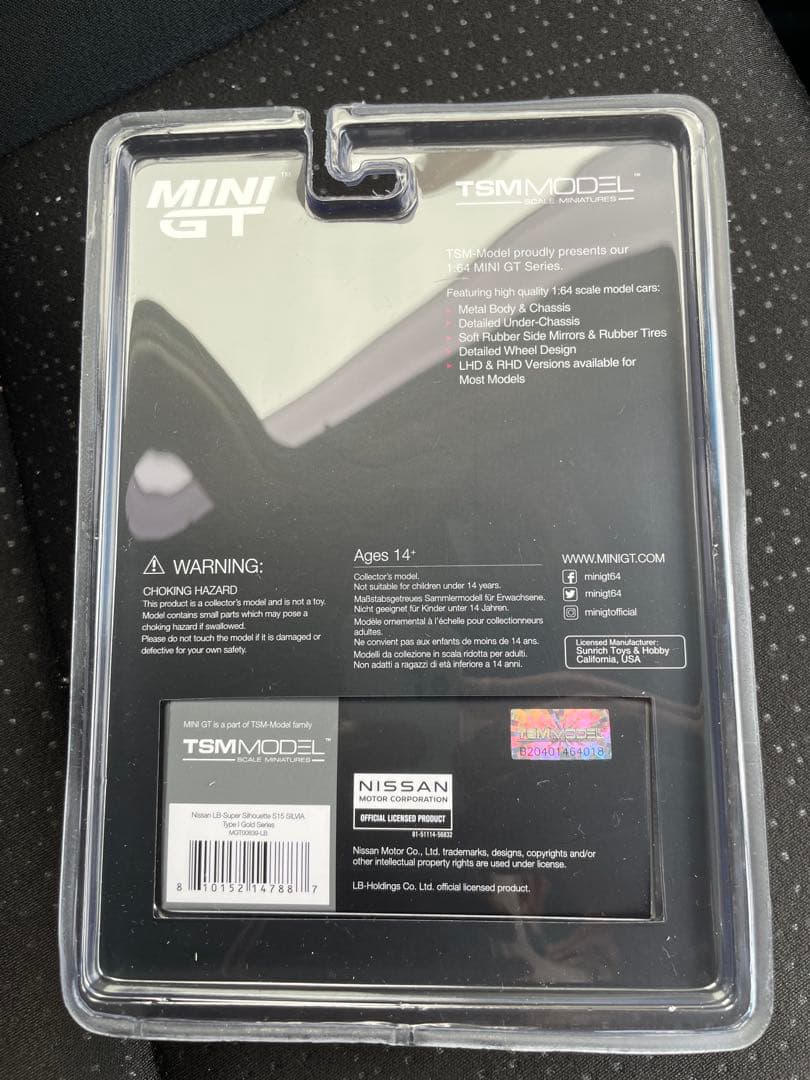 MINI GT™
TSMMODEL™
SCALE MINIATURES
TSM-Model proudly presents our
1:64 MINI GT Series.
Featuring high quality 1:64 scale model cars:
Metal Body & Chassis
Detailed Under-Chassis
Soft Rubber Side Mirrors & Rubber Tires
Detailed Wheel Design
LHD & RHD Versions available for
Most Models
WARNING:
CHOKING HAZARD
This product is a collector's model and is not a toy.
Model contains small parts which may pose a
choking hazard if swallowed.
Please do not touch the model if it is damaged or
defective for your own safety.
Ages 14+
Collector's model.
Not suitable for children under 14 years.
Maßstabsgetreues Sammlermodell für Erwachsene.
Nicht geeignet für Kinder unter 14 Jahren.
Modèle ornemental à l'échelle pour collectionneurs
adultes.
Ne convient pas aux enfants de moins de 14 ans.
Modelli da collezione in scala ridotta per adulti.
Non adatti a ragazzi di età inferiore a 14 anni.
WWW.MINIGT.COM
minigt64
minigt64
minigtofficial
Licensed Manufacturer:
Sunrich Toys & Hobby
California, USA
MINI GT is a part of TSM-Model family
TSMMODEL™
SCALE MINIATURES
Nissan LB-Super Silhouette S15 SILVIA
Type I Gold Series
MGT00839-LB
8 10152 14788 7
TSMMODEL
B20401464018
NISSAN
MOTOR CORPORATION
OFFICIAL LICENSED PRODUCT
81-51114-56832
Nissan Motor Co., Ltd. trademarks, designs, copyrights and/or
other intellectual property rights are used under license.
LB-Holdings Co. Ltd. official licensed product.